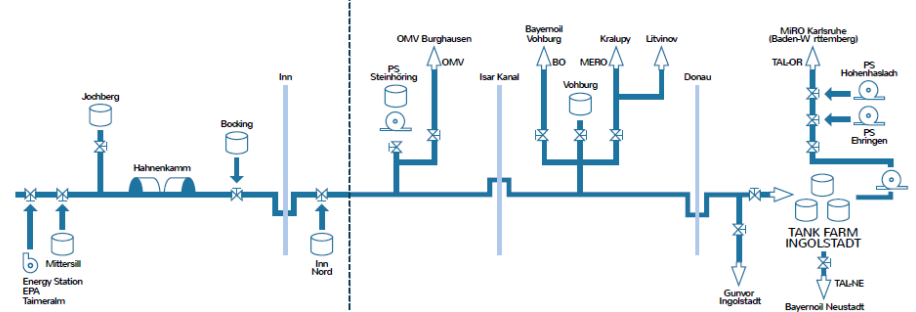 OMV Burghausen
Bayernoil
Vohburg
Kralupy
Litvinov
MiRO Karlsruhe
(Baden-W rttemberg)
PS
Steinhöring
OMV
BO
MERO
TAL-OR
PS
Hohenhaslach
Inn
Isar Kanal
Vohburg
Donau
Jochberg
Bocking
PS
Ehringen
Hahnenkamm
Mittersill
Inn
Nord
TANK FARM
INGOLSTADT
Energy Station
EPA
Taimeralm
Gunvor
Ingolstadt
TAL-NE
Bayernoil Neustadt